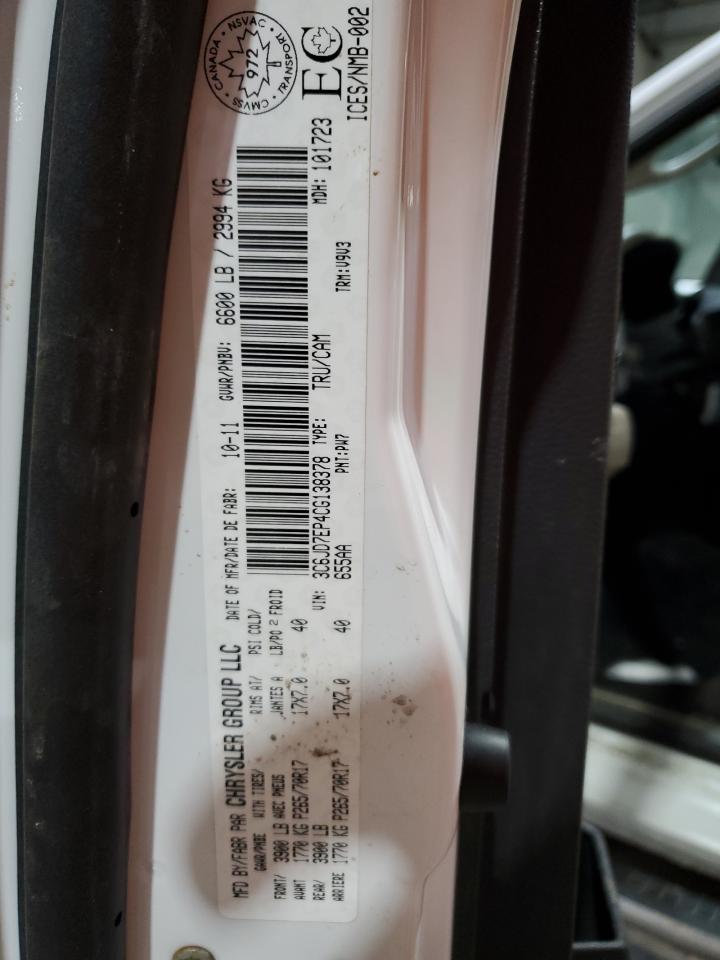 MFD BY/FABR PAR CHRYSLER GROUP LLC
DATE OF MFR/DATE DE FABR: 10-11 GVWR/PNBV: 6600 LB / 2994 KG
GAWR/PNBE WITH TIRES/ RIMS AT/ PSI COLD/
AVEC PNEUS JANTES A LB/PO 2 FROID
FRONT/ 3900 LB
AVANT 1770 KG P265/70R17 17X7.0 40
REAR/ 3900 LB
ARRIERE 1770 KG P265/70R17 17X7.0 40
VIN: 3C6JD7EP4CG138378 TYPE: TRU/CAM MDH: 101723
655AA PNT:PW7 TRM:V9V3
CANADA · NSVAC · TRANSPORT · CMVSS
972
EC
ICES/NMB-002